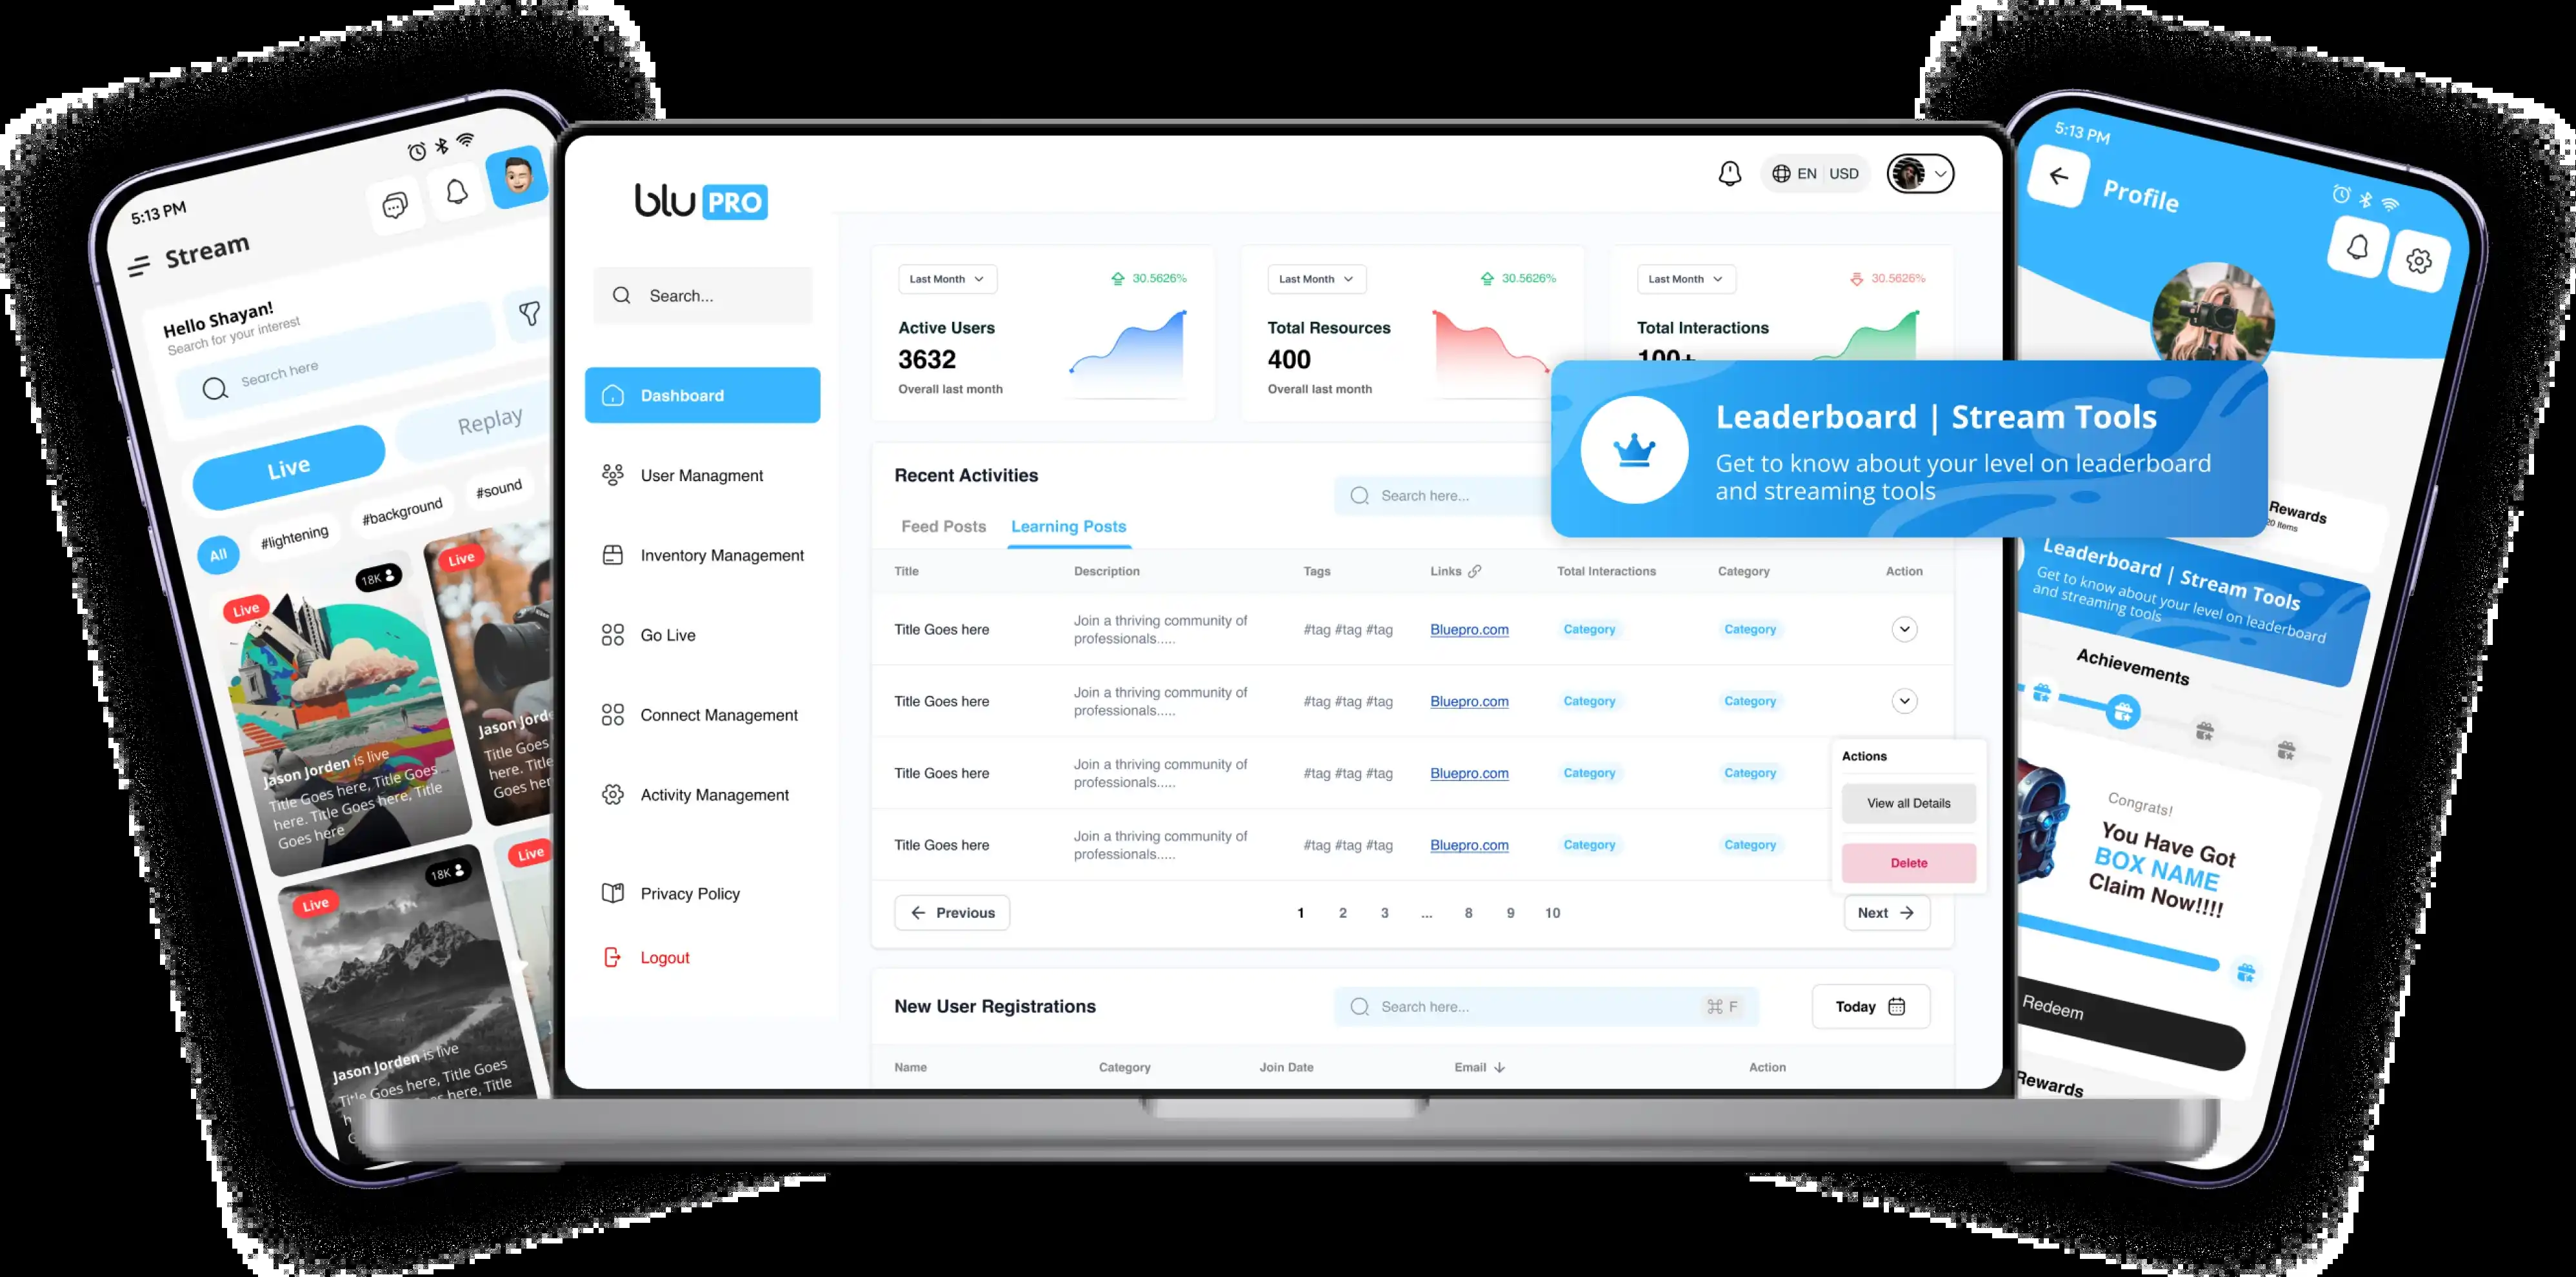 5:13 PM
Stream
Hello Shayan!
Search for your interest
Search here
Live
Replay
All
#lightening
#background
#sound
Live
18K
Jason Jorden is live
Title Goes here, Title Goes
here. Title Goes here, Title
Goes here
Live
Jason Jord
Title Goes
here. Title
Goes her
Live
18K
Jason Jorden is live
Title Goes here, Title Goes
here, Title
Live
blu PRO
Search...
Dashboard
User Managment
Inventory Management
Go Live
Connect Management
Activity Management
Privacy Policy
Logout
EN | USD
Last Month
30.5626%
Active Users
3632
Overall last month
Last Month
30.5626%
Total Resources
400
Overall last month
Last Month
30.5626%
Total Interactions
100+
Recent Activities
Search here...
Feed Posts
Learning Posts
Title Description Tags Links Total Interactions Category Action
Title Goes here Join a thriving community of professionals..... #tag #tag #tag Bluepro.com Category Category
Title Goes here Join a thriving community of professionals..... #tag #tag #tag Bluepro.com Category Category
Title Goes here Join a thriving community of professionals..... #tag #tag #tag Bluepro.com Category Category
Title Goes here Join a thriving community of professionals..... #tag #tag #tag Bluepro.com Category Category
Actions
View all Details
Delete
Previous
1 2 3 ... 8 9 10
Next
New User Registrations
Search here...
⌘ F
Today
Name Category Join Date Email Action
Leaderboard | Stream Tools
Get to know about your level on leaderboard
and streaming tools
5:13 PM
Profile
Rewards
20 Items
Leaderboard | Stream Tools
Get to know about your level on leaderboard
and streaming tools
Achievements
Congrats!
You Have Got
BOX NAME
Claim Now!!!!
Redeem
Rewards